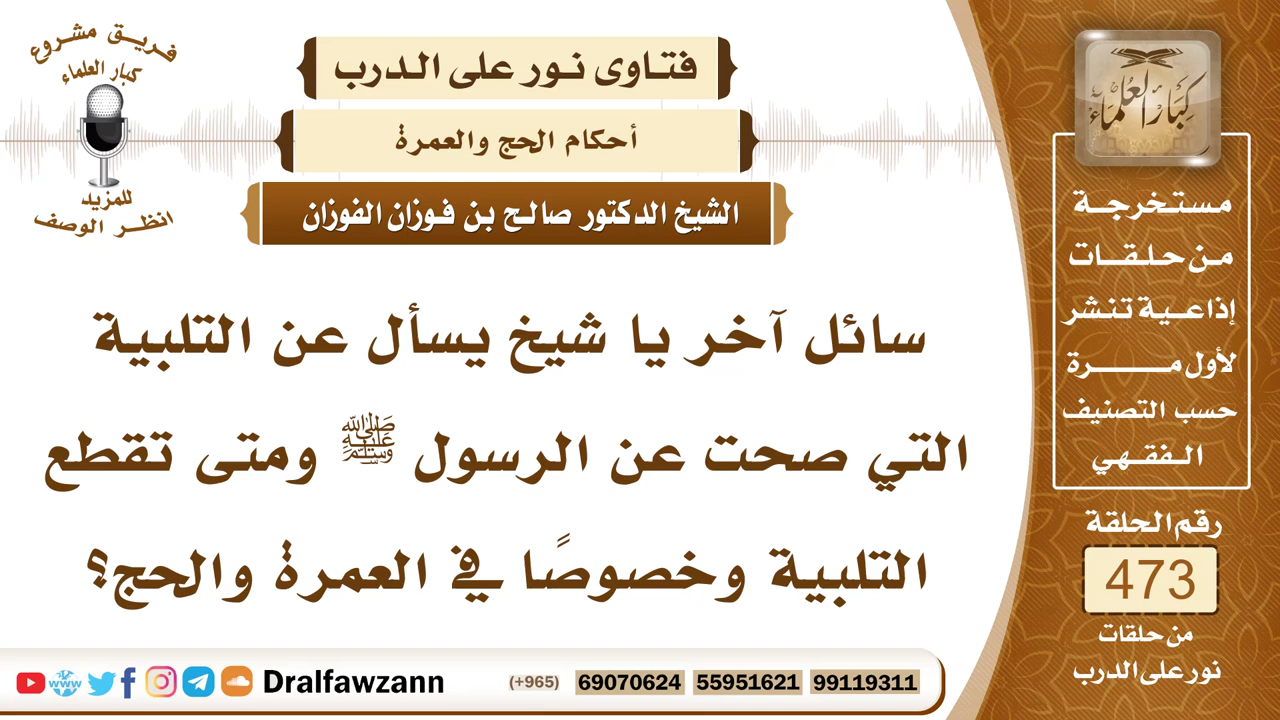 فريق مشروع
كبار العلماء
للمزيد
انظر الوصف
فتاوى نور على الدرب
أحكام الحج والعمرة
الشيخ الدكتور صالح بن فوزان الفوزان
سائل آخر يا شيخ يسأل عن التلبية
التي صحت عن الرسول ﷺ ومتى تقطع
التلبية وخصوصًا في العمرة والحج؟
كبار العلماء
مستخرجة
من حلقات
إذاعية تنشر
لأول مرة
حسب التصنيف
الفقهي
رقم الحلقة
473
من حلقات
نور على الدرب
www Dralfawzann (+965) 69070624 55951621 99119311